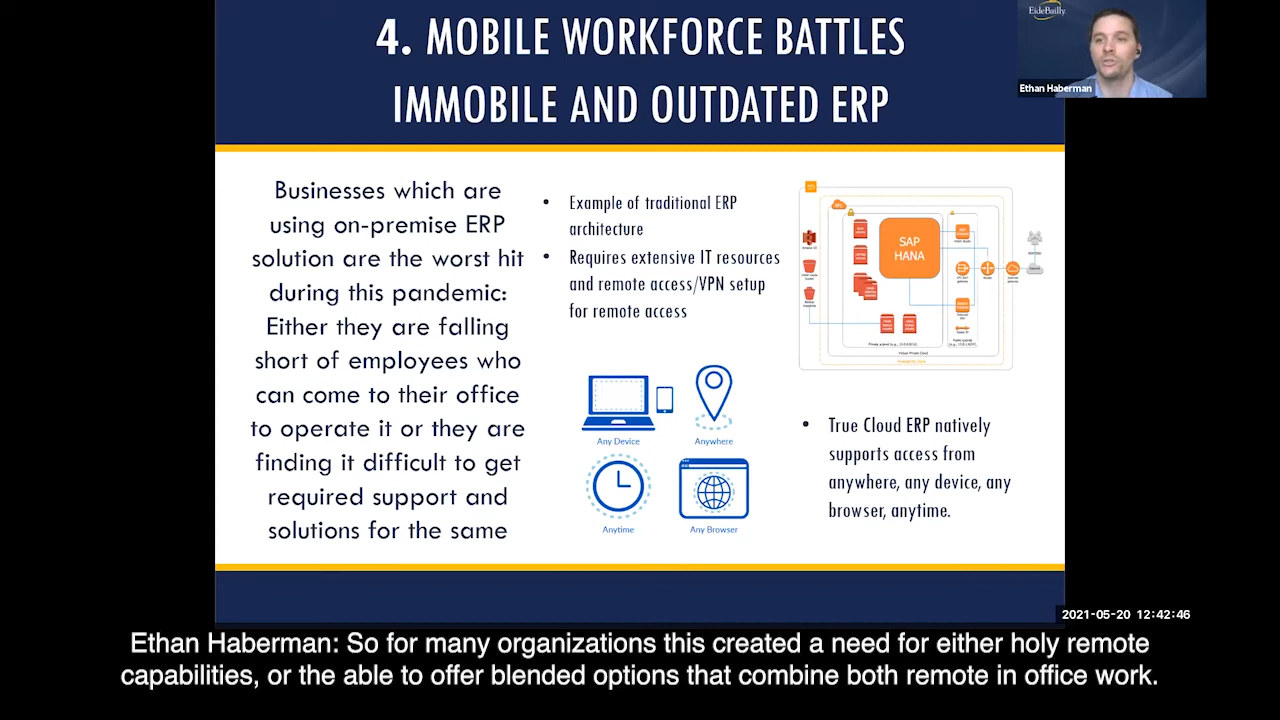 4. MOBILE WORKFORCE BATTLES
IMMOBILE AND OUTDATED ERP
EideBailly
Ethan Haberman
Businesses which are
using on-premise ERP
solution are the worst hit
during this pandemic:
Either they are falling
short of employees who
can come to their office
to operate it or they are
finding it difficult to get
required support and
solutions for the same
• Example of traditional ERP
architecture
• Requires extensive IT resources
and remote access/VPN setup
for remote access
SAP
HANA
Virtual Private Cloud
Any Device
Anywhere
Anytime
Any Browser
• True Cloud ERP natively
supports access from
anywhere, any device, any
browser, anytime.
2021-05-20 12:42:46
Ethan Haberman: So for many organizations this created a need for either holy remote
capabilities, or the able to offer blended options that combine both remote in office work.